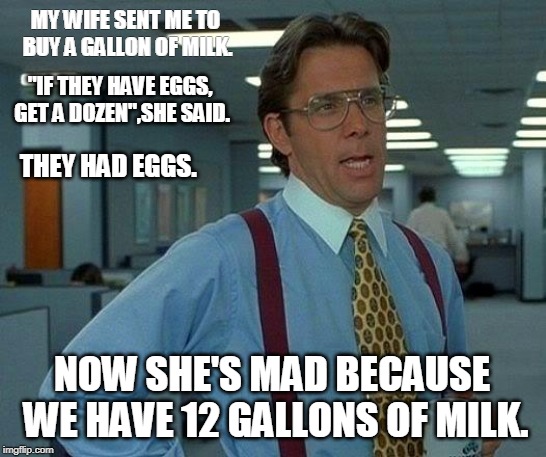 MY WIFE SENT ME TO
BUY A GALLON OF MILK.
"IF THEY HAVE EGGS,
GET A DOZEN",SHE SAID.
THEY HAD EGGS.
NOW SHE'S MAD BECAUSE
WE HAVE 12 GALLONS OF MILK.
imgflip.com